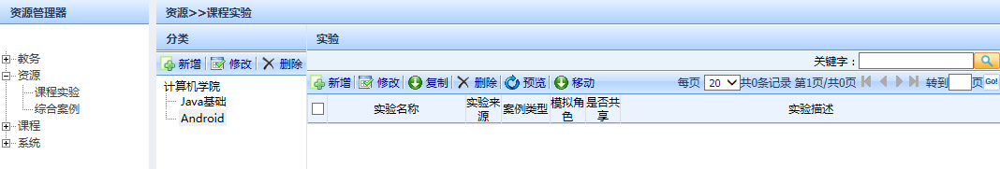 资源管理器
教务
资源
课程实验
综合案例
课程
系统
资源>>课程实验
分类
新增 修改 删除
计算机学院
Java基础
Android
实验
关键字：
新增 修改 复制 删除 预览 移动 每页 20 共0条记录 第1页/共0页 转到 页 Go!
实验名称 实验来源 案例类型 模拟角色 是否共享 实验描述